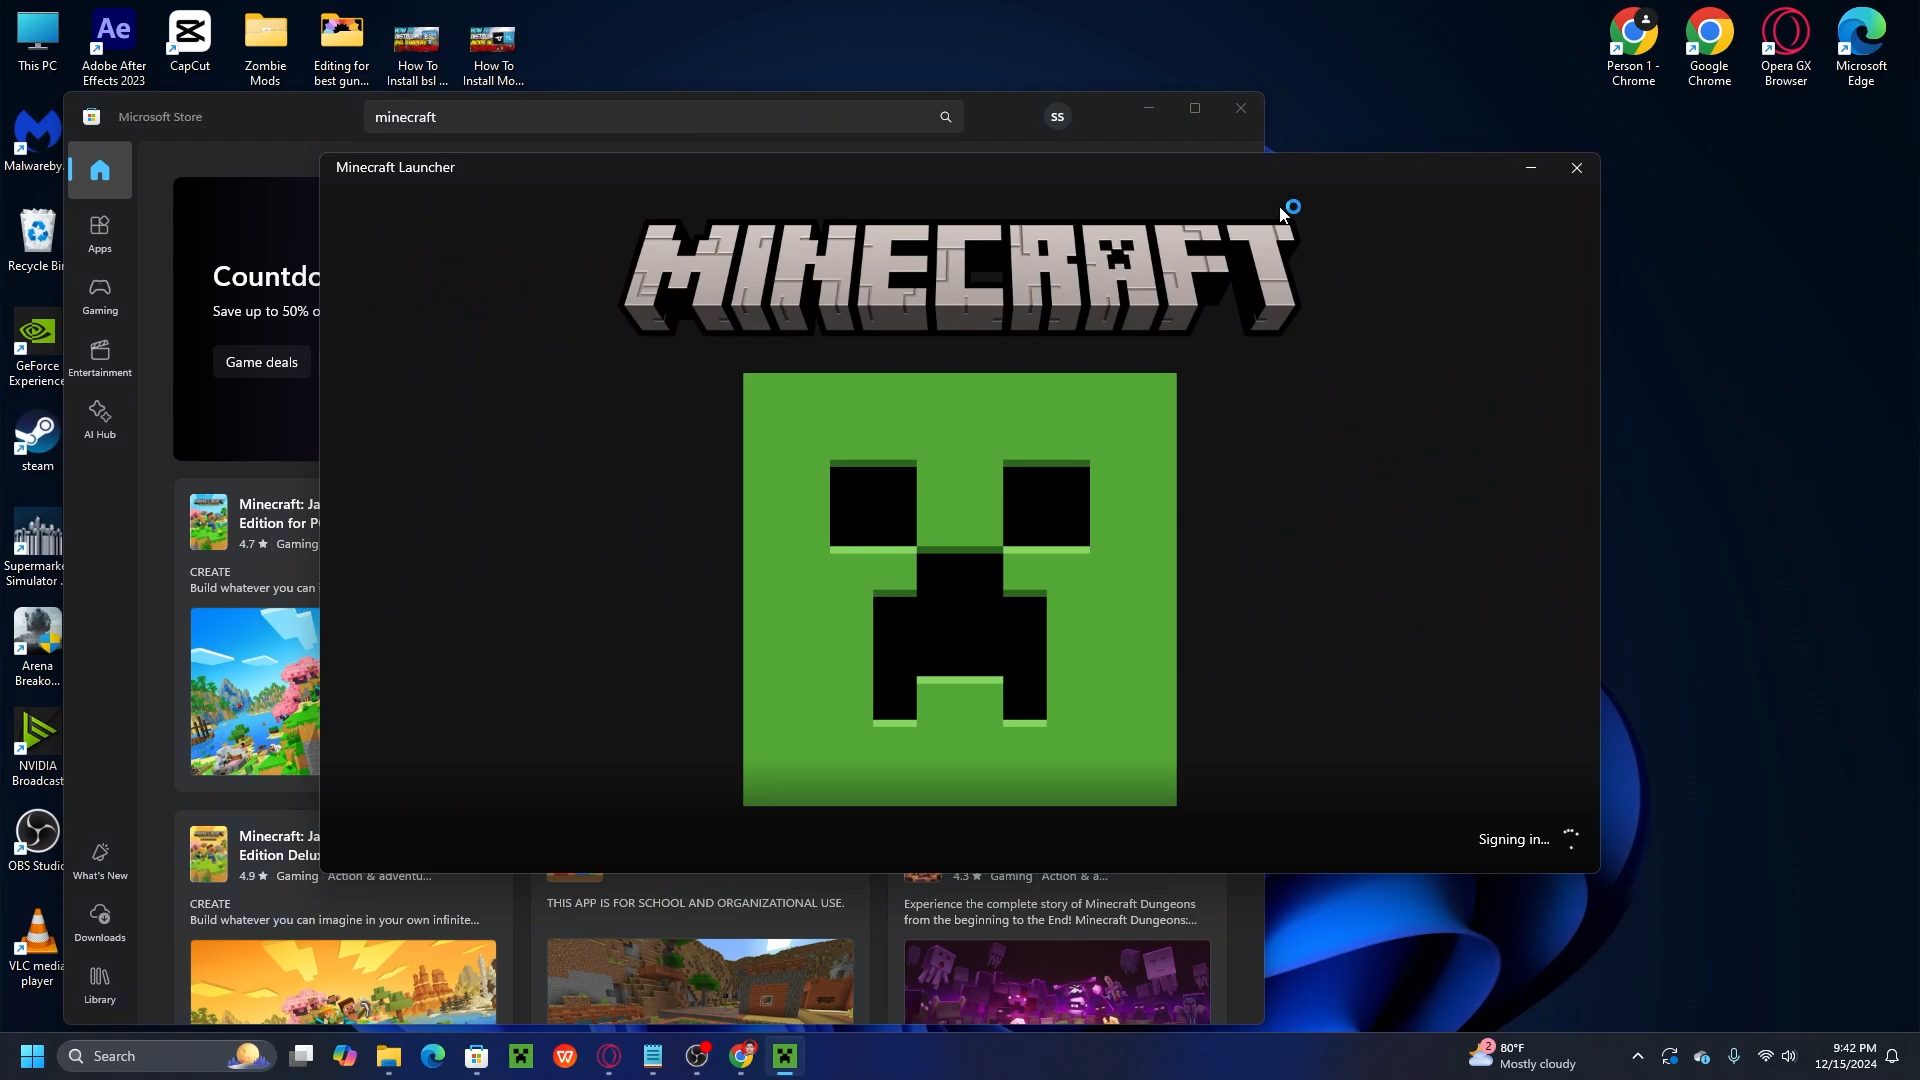 This PC
Adobe After
Effects 2023
CapCut
Zombie
Mods
Editing for
best gun...
How To
Install bsl ...
How To
Install Mo...
Person 1 -
Chrome
Google
Chrome
Opera GX
Browser
Microsoft
Edge
Malwareby.
Recycle Bin
GeForce
Experience
steam
Supermarke
Simulator .
Arena
Breako...
NVIDIA
Broadcast
OBS Studio
VLC media
player
Microsoft Store
minecraft
SS
Apps
Gaming
Entertainment
AI Hub
What's New
Downloads
Library
Countdo
Save up to 50% o
Game deals
Minecraft: Ja
Edition for P
4.7 ★ Gaming
CREATE
Build whatever you can i
Minecraft: Ja
Edition Delux
4.9 ★ Gaming Action & adventu...
CREATE
Build whatever you can imagine in your own infinite...
THIS APP IS FOR SCHOOL AND ORGANIZATIONAL USE.
4.3 ★ Gaming Action & a...
Experience the complete story of Minecraft Dungeons
from the beginning to the End! Minecraft Dungeons:...
Minecraft Launcher
MINECRAFT
Signing in...
Search
2
80°F
Mostly cloudy
9:42 PM
12/15/2024